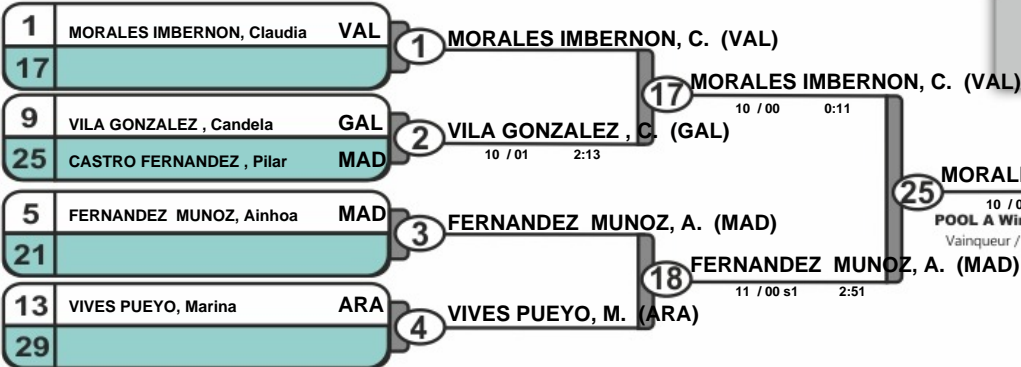 1 MORALES IMBERNON, Claudia VAL
17
9 VILA GONZALEZ , Candela GAL
25 CASTRO FERNANDEZ , Pilar MAD
5 FERNANDEZ MUNOZ, Ainhoa MAD
21
13 VIVES PUEYO, Marina ARA
29
1 MORALES IMBERNON, C. (VAL)
2 VILA GONZALEZ , C. (GAL)
10 / 01 2:13
3 FERNANDEZ MUNOZ, A. (MAD)
4 VIVES PUEYO, M. (ARA)
17 MORALES IMBERNON, C. (VAL)
10 / 00 0:11
18 FERNANDEZ MUNOZ, A. (MAD)
11 / 00 s1 2:51
25
10 /
POOL A
Vainqueur /